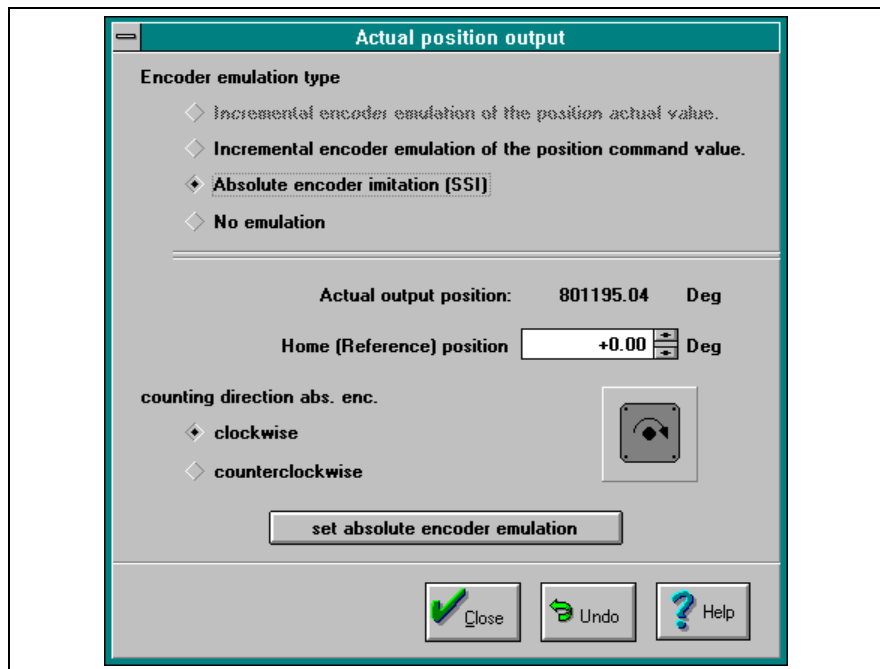 Actual position output
Encoder emulation type
Incremental encoder emulation of the position actual value.
Incremental encoder emulation of the position command value.
Absolute encoder imitation (SSI)
No emulation
Actual output position: 801195.04 Deg
Home (Reference) position +0.00 Deg
counting direction abs. enc.
clockwise
counterclockwise
set absolute encoder emulation
Close Undo Help